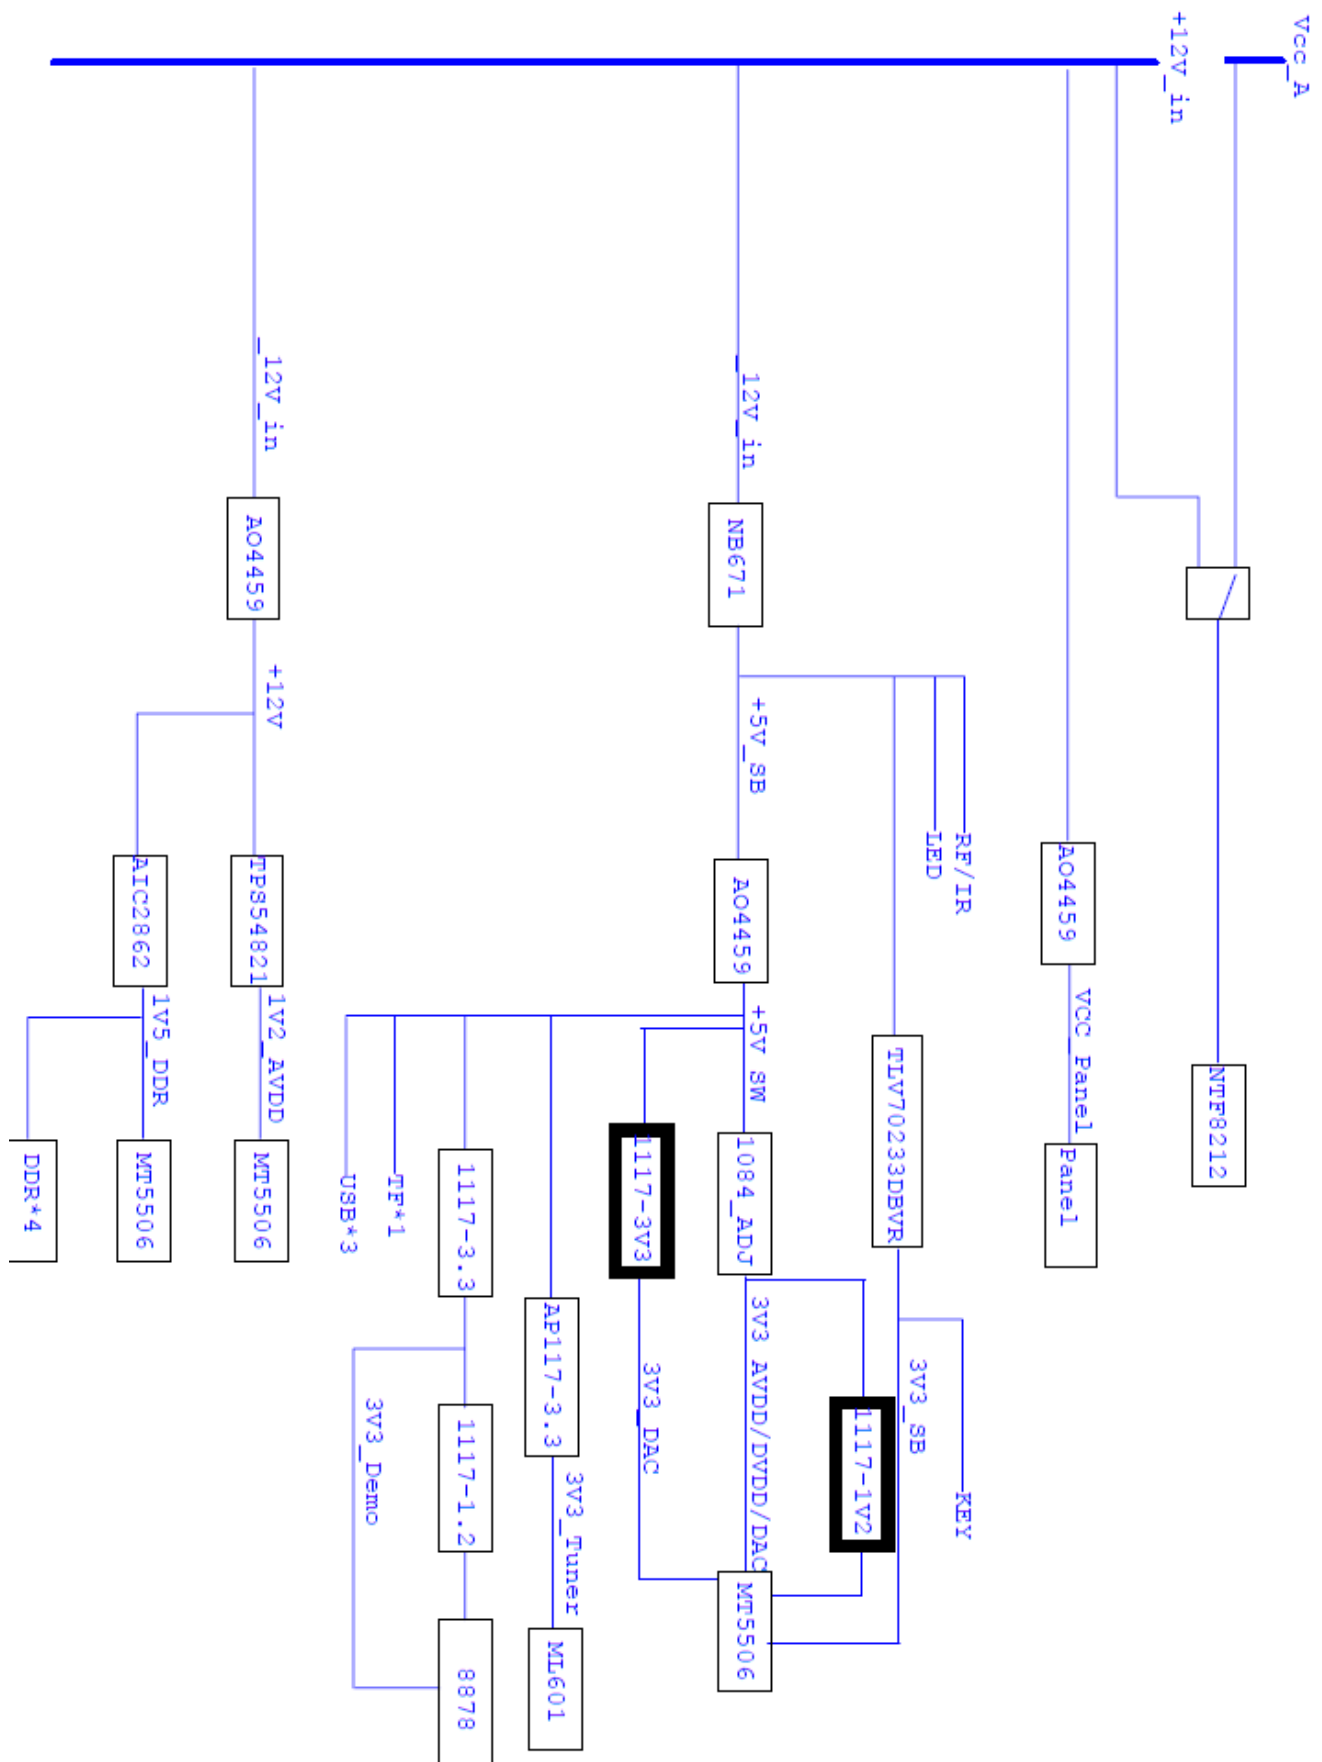 Vcc_A
+12V_in
NTF8212
AO4459
VCC_Panel
Panel
_12V_in
NB671
+5V_SB
RF/IR
LED
TLV70233DBVR
3V3_SB
KEY
AO4459
+5V_SW
1084_ADJ
3V3_AVDD/DVDD/DAC
1117-1V2
MT5506
1117-3V3
3V3_DAC
AP117-3.3
3V3_Tuner
ML601
1117-3.3
1117-1.2
3V3_Demo
8878
TF*1
USB*3
_12V_in
AO4459
+12V
TPS54821
1V2_AVDD
MT5506
AIC2862
1V5_DDR
MT5506
DDR*4